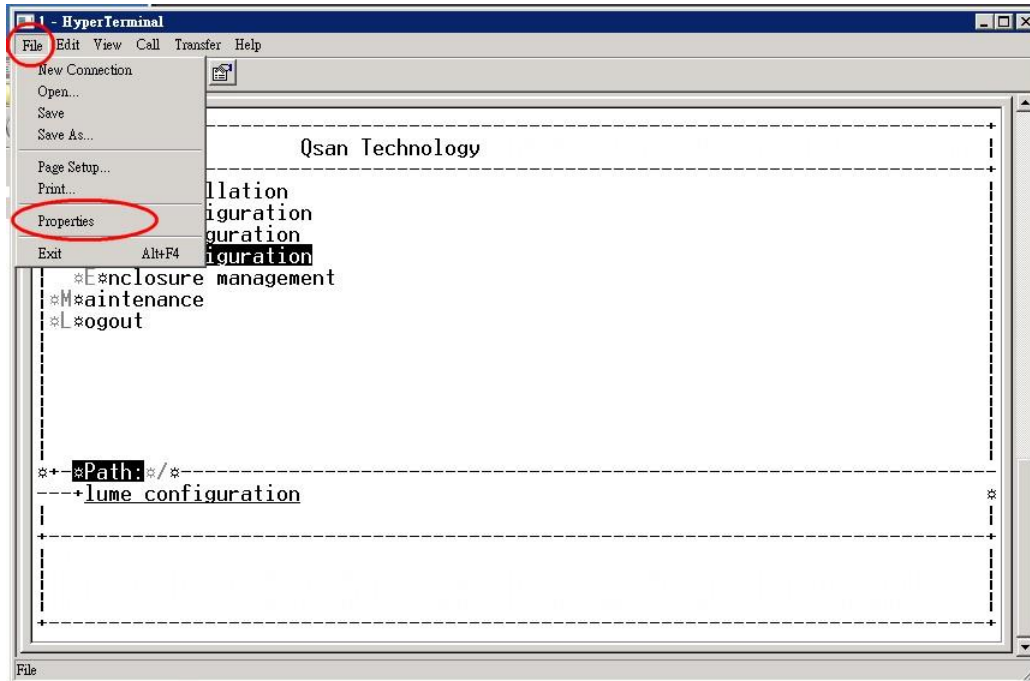 1 - HyperTerminal
File Edit View Call Transfer Help
New Connection
Open...
Save
Save As...
Page Setup...
Print...
Properties
Exit Alt+F4
Qsan Technology
llation
iguration
guration
iguration
¤E¤nclosure management
¤M¤aintenance
¤L¤ogout
¤+-¤Path:¤/¤
---+lume configuration ¤
File